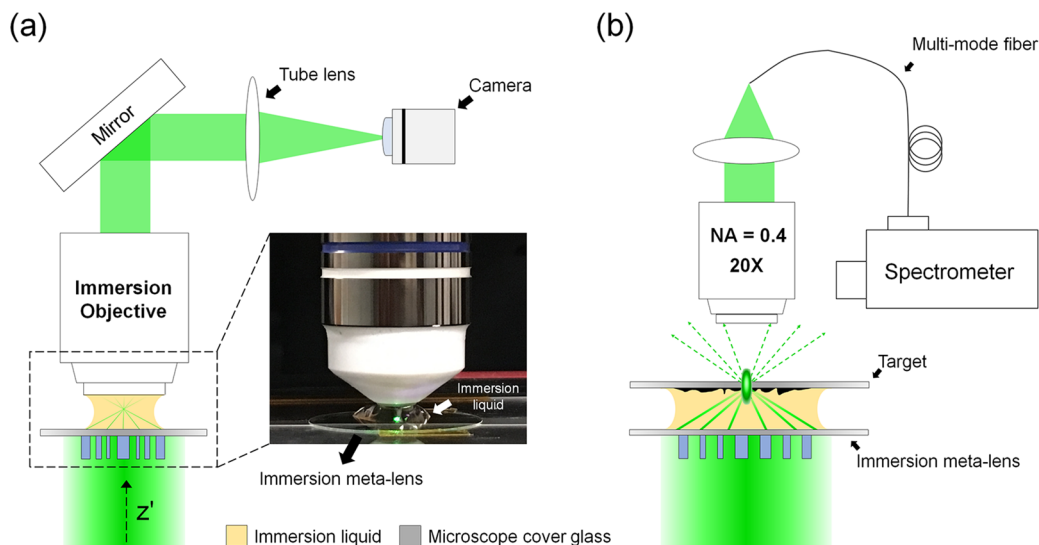 (a)
Tube lens
Camera
Mirror
Immersion
Objective
Immersion
liquid
Immersion meta-lens
z'
Immersion liquid
Microscope cover glass
(b)
Multi-mode fiber
NA = 0.4
20X
Spectrometer
Target
Immersion meta-lens